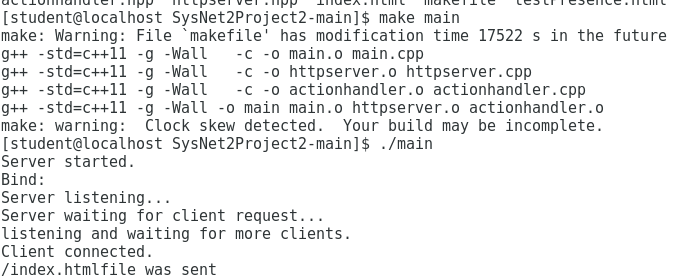 actionhandler.hpp  httpserver.hpp  index.html  makefile  testPresence.html
[student@localhost SysNet2Project2-main]$ make main
make: Warning: File `makefile' has modification time 17522 s in the future
g++ -std=c++11 -g -Wall   -c -o main.o main.cpp
g++ -std=c++11 -g -Wall   -c -o httpserver.o httpserver.cpp
g++ -std=c++11 -g -Wall   -c -o actionhandler.o actionhandler.cpp
g++ -std=c++11 -g -Wall -o main main.o httpserver.o actionhandler.o
make: warning:  Clock skew detected.  Your build may be incomplete.
[student@localhost SysNet2Project2-main]$ ./main
Server started.
Bind:
Server listening...
Server waiting for client request...
listening and waiting for more clients.
Client connected.
/index.htmlfile was sent